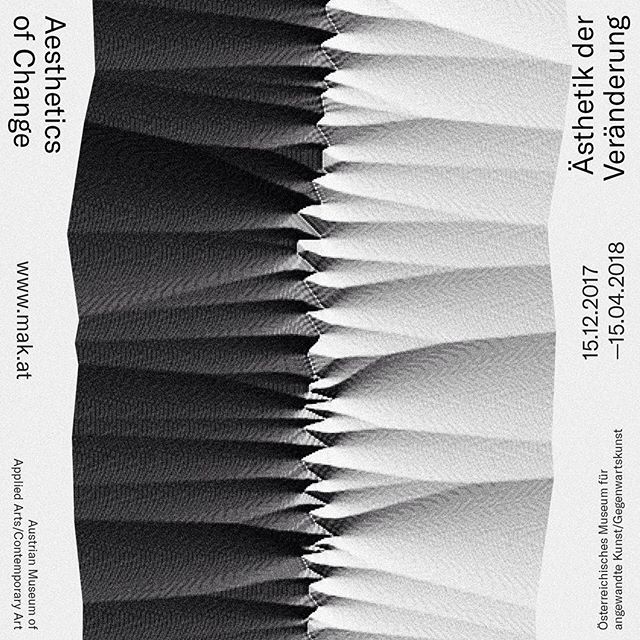 Aesthetics
of Change
www.mak.at
Austrian Museum of
Applied Arts/Contemporary Art
Ästhetik der
Veränderung
15.12.2017
—15.04.2018
Österreichisches Museum für
angewandte Kunst/Gegenwartskunst